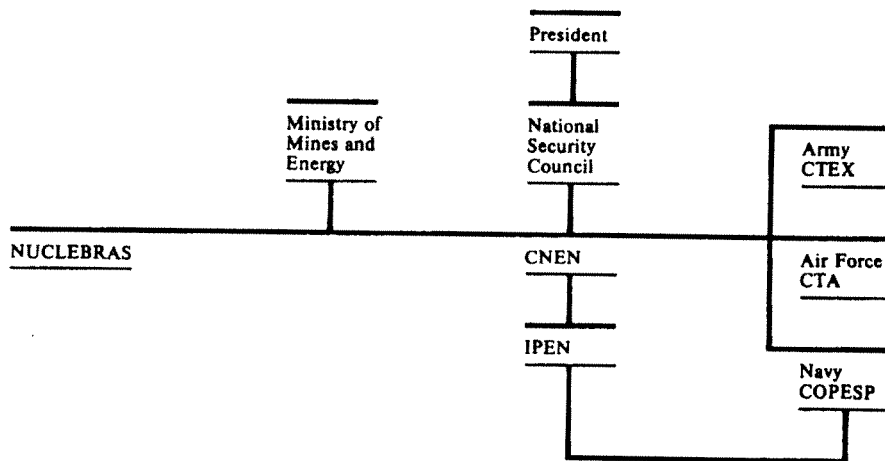 President
Ministry of
Mines and
Energy
National
Security
Council
Army
CTEX
NUCLEBRAS
CNEN
Air Force
CTA
IPEN
Navy
COPESP